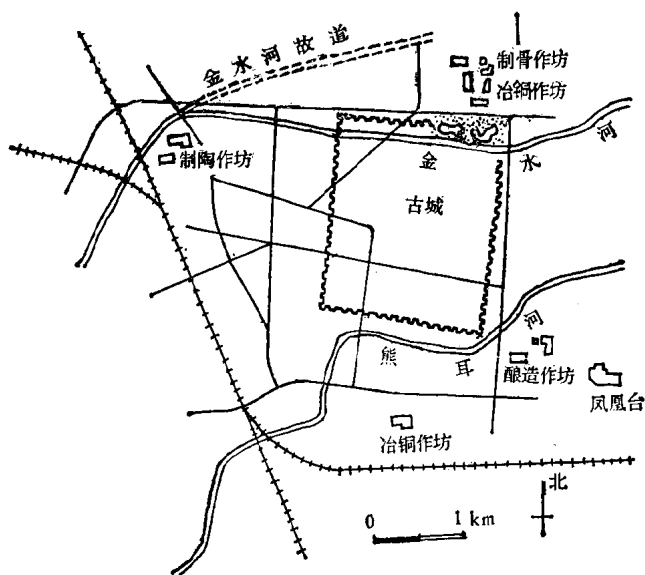 金水河故道
制骨作坊
冶铜作坊
制陶作坊
金水河
古城
熊耳河
酿造作坊
凤凰台
冶铜作坊
北
0 1 km